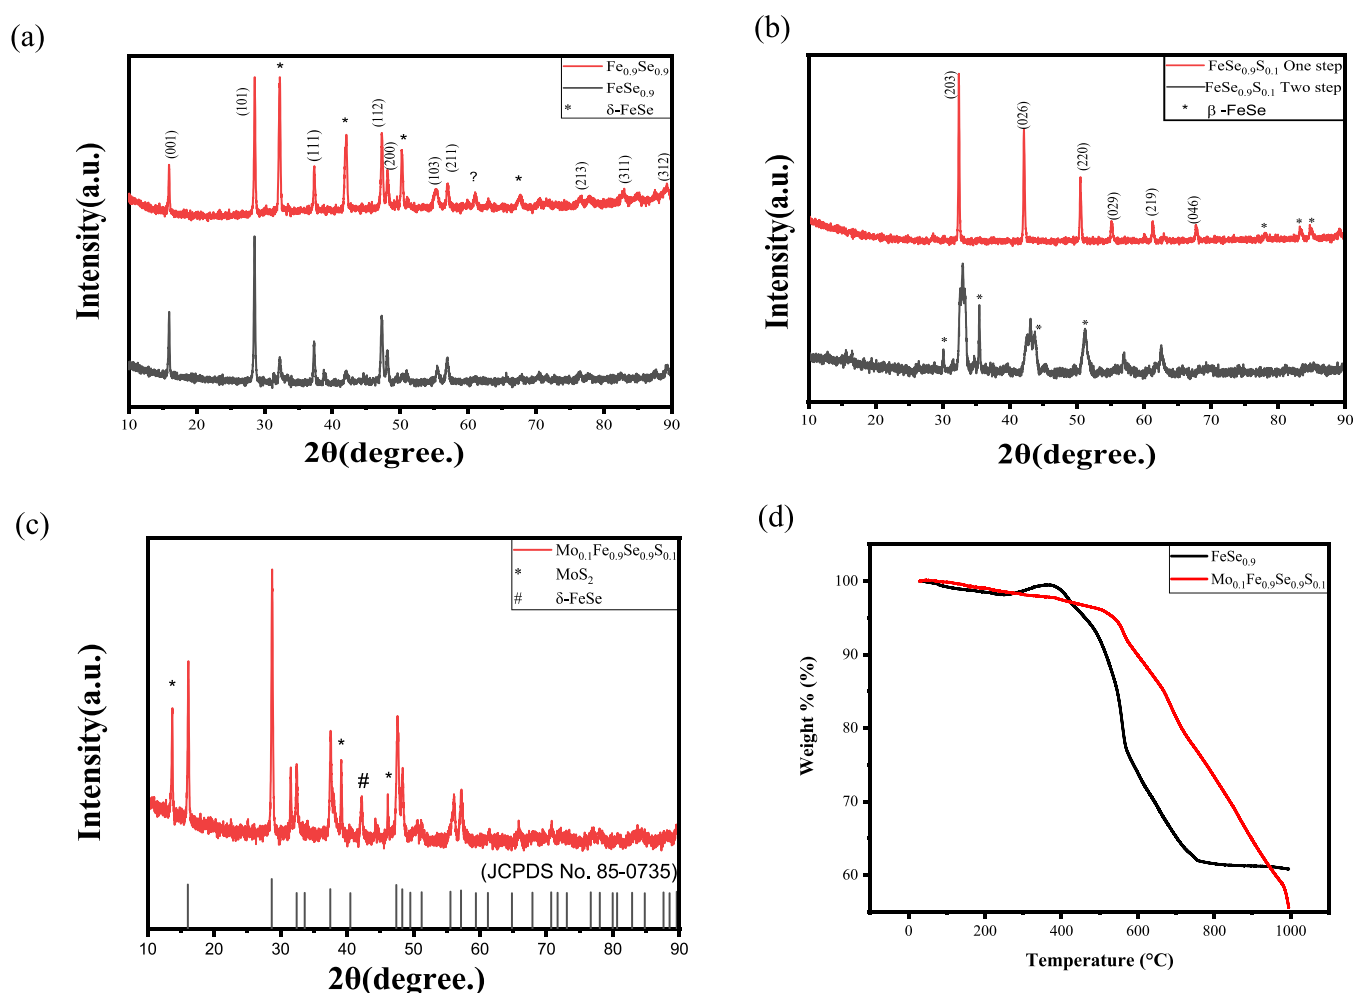 (a)
Fe0.9Se0.9
FeSe0.9
* δ-FeSe
(001)
(101)
*
(111)
*
(112)
(200)
*
(103)
(211)
?
*
(213)
(311)
(312)
Intensity(a.u.)
10 20 30 40 50 60 70 80 90
2θ(degree.)
(b)
FeSe0.9S0.1 One step
FeSe0.9S0.1 Two step
* β -FeSe
(203)
(026)
(220)
(029)
(219)
(046)
* * *
* * * *
Intensity(a.u.)
10 20 30 40 50 60 70 80 90
2θ(degree.)
(c)
Mo0.1Fe0.9Se0.9S0.1
* MoS2
# δ-FeSe
*
*
#
*
(JCPDS No. 85-0735)
Intensity(a.u.)
10 20 30 40 50 60 70 80 90
2θ(degree.)
(d)
FeSe0.9
Mo0.1Fe0.9Se0.9S0.1
100
90
80
70
60
Weight % (%)
0 200 400 600 800 1000
Temperature (°C)